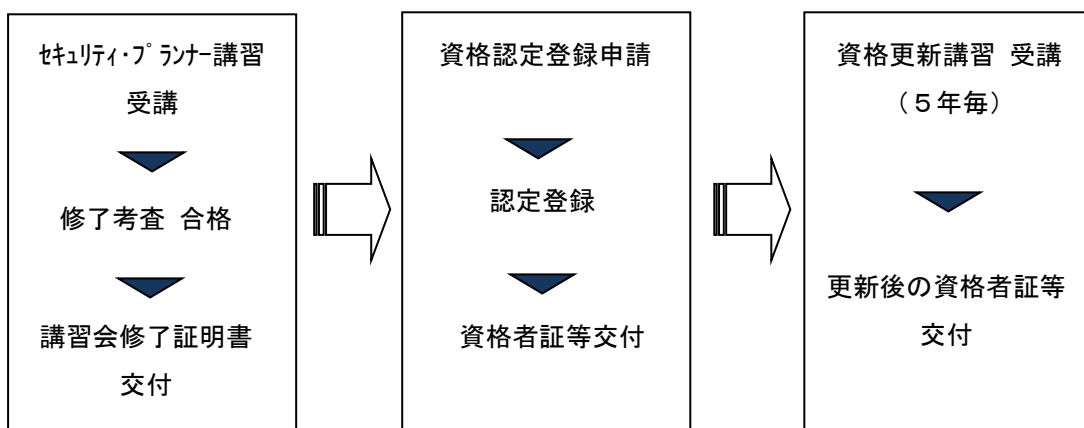 ｾｷｭﾘﾃｨ･ﾌﾟランナー講習
受講
修了考査 合格
講習会修了証明書
交付
資格認定登録申請
認定登録
資格者証等交付
資格更新講習 受講
（５年毎）
更新後の資格者証等
交付